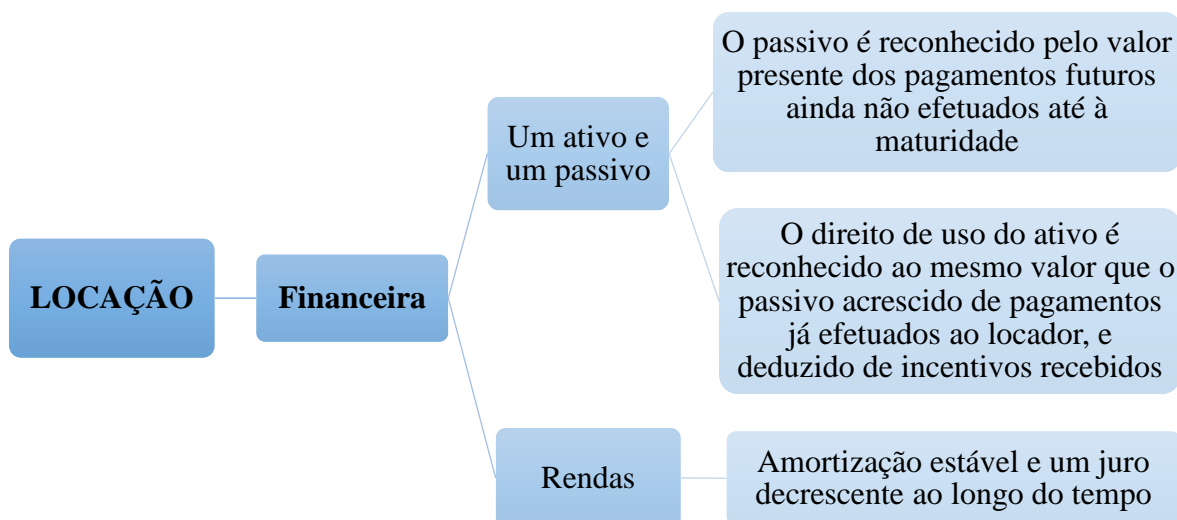 LOCAÇÃO
Financeira
Um ativo e
um passivo
O passivo é reconhecido pelo valor
presente dos pagamentos futuros
ainda não efetuados até à
maturidade
O direito de uso do ativo é
reconhecido ao mesmo valor que o
passivo acrescido de pagamentos
já efetuados ao locador, e
deduzido de incentivos recebidos
Rendas
Amortização estável e um juro
decrescente ao longo do tempo